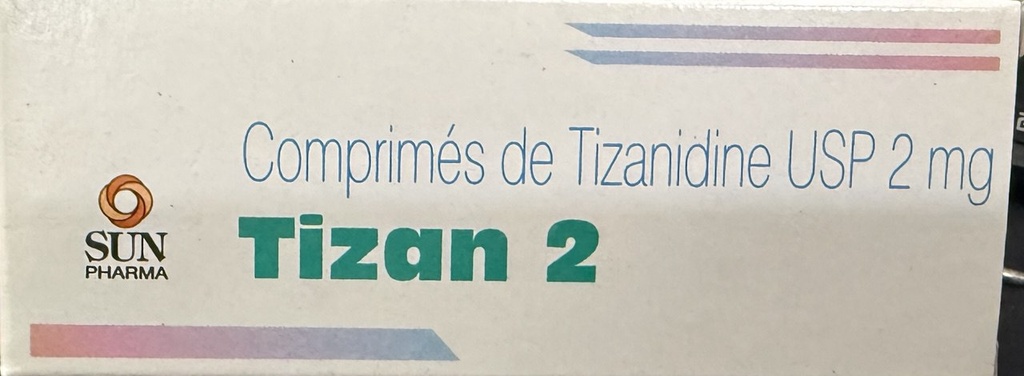 Comprimés de Tizanidine USP 2 mg
Tizan 2
SUN
PHARMA